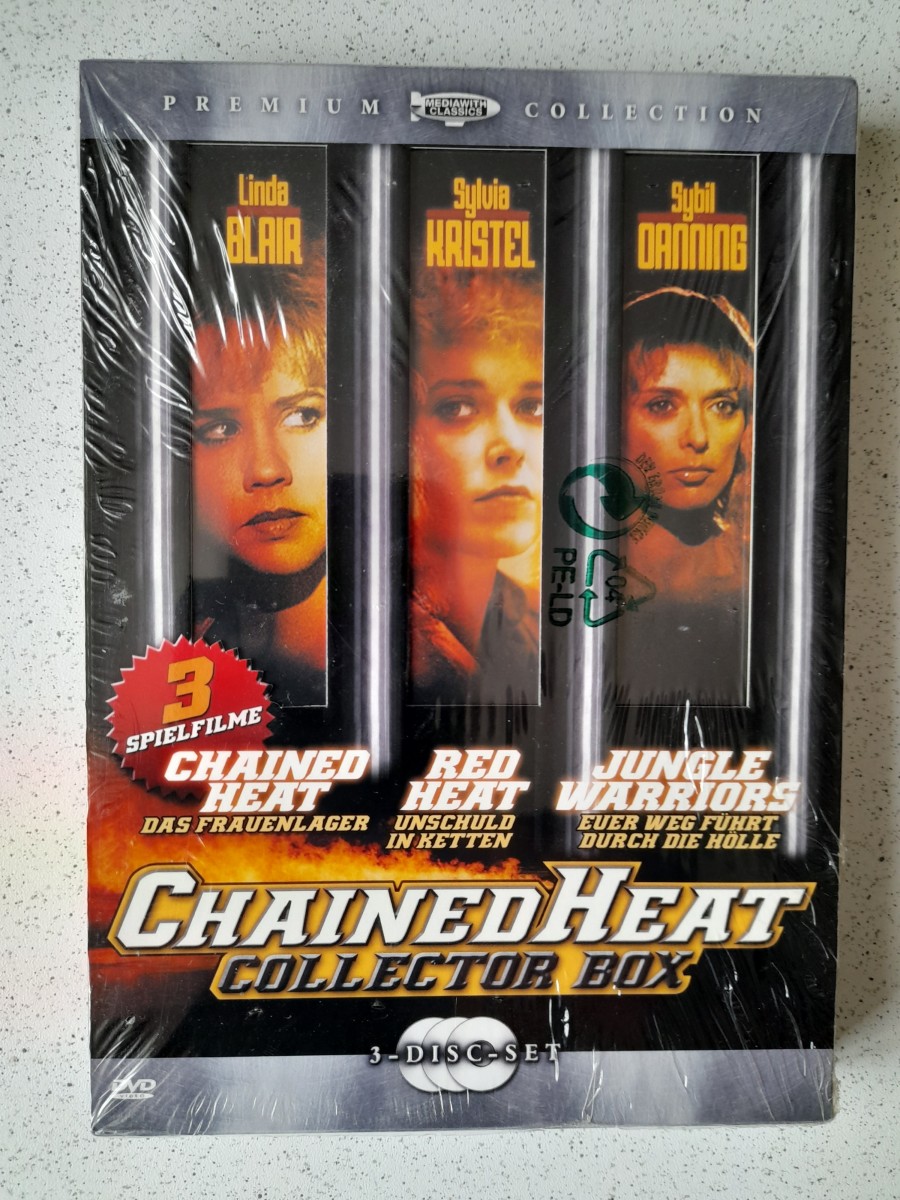 PREMIUM MEDIAWITH CLASSICS COLLECTION
Linda
BLAIR
Sylvia
KRISTEL
Sybil
DANNING
PE-LD
04
3
SPIELFILME
CHAINED
HEAT
DAS FRAUENLAGER
RED
HEAT
UNSCHULD
IN KETTEN
JUNGLE
WARRIORS
EUER WEG FÜHRT
DURCH DIE HÖLLE
CHAINED HEAT
COLLECTOR BOX
3-DISC-SET
DVD
VIDEO